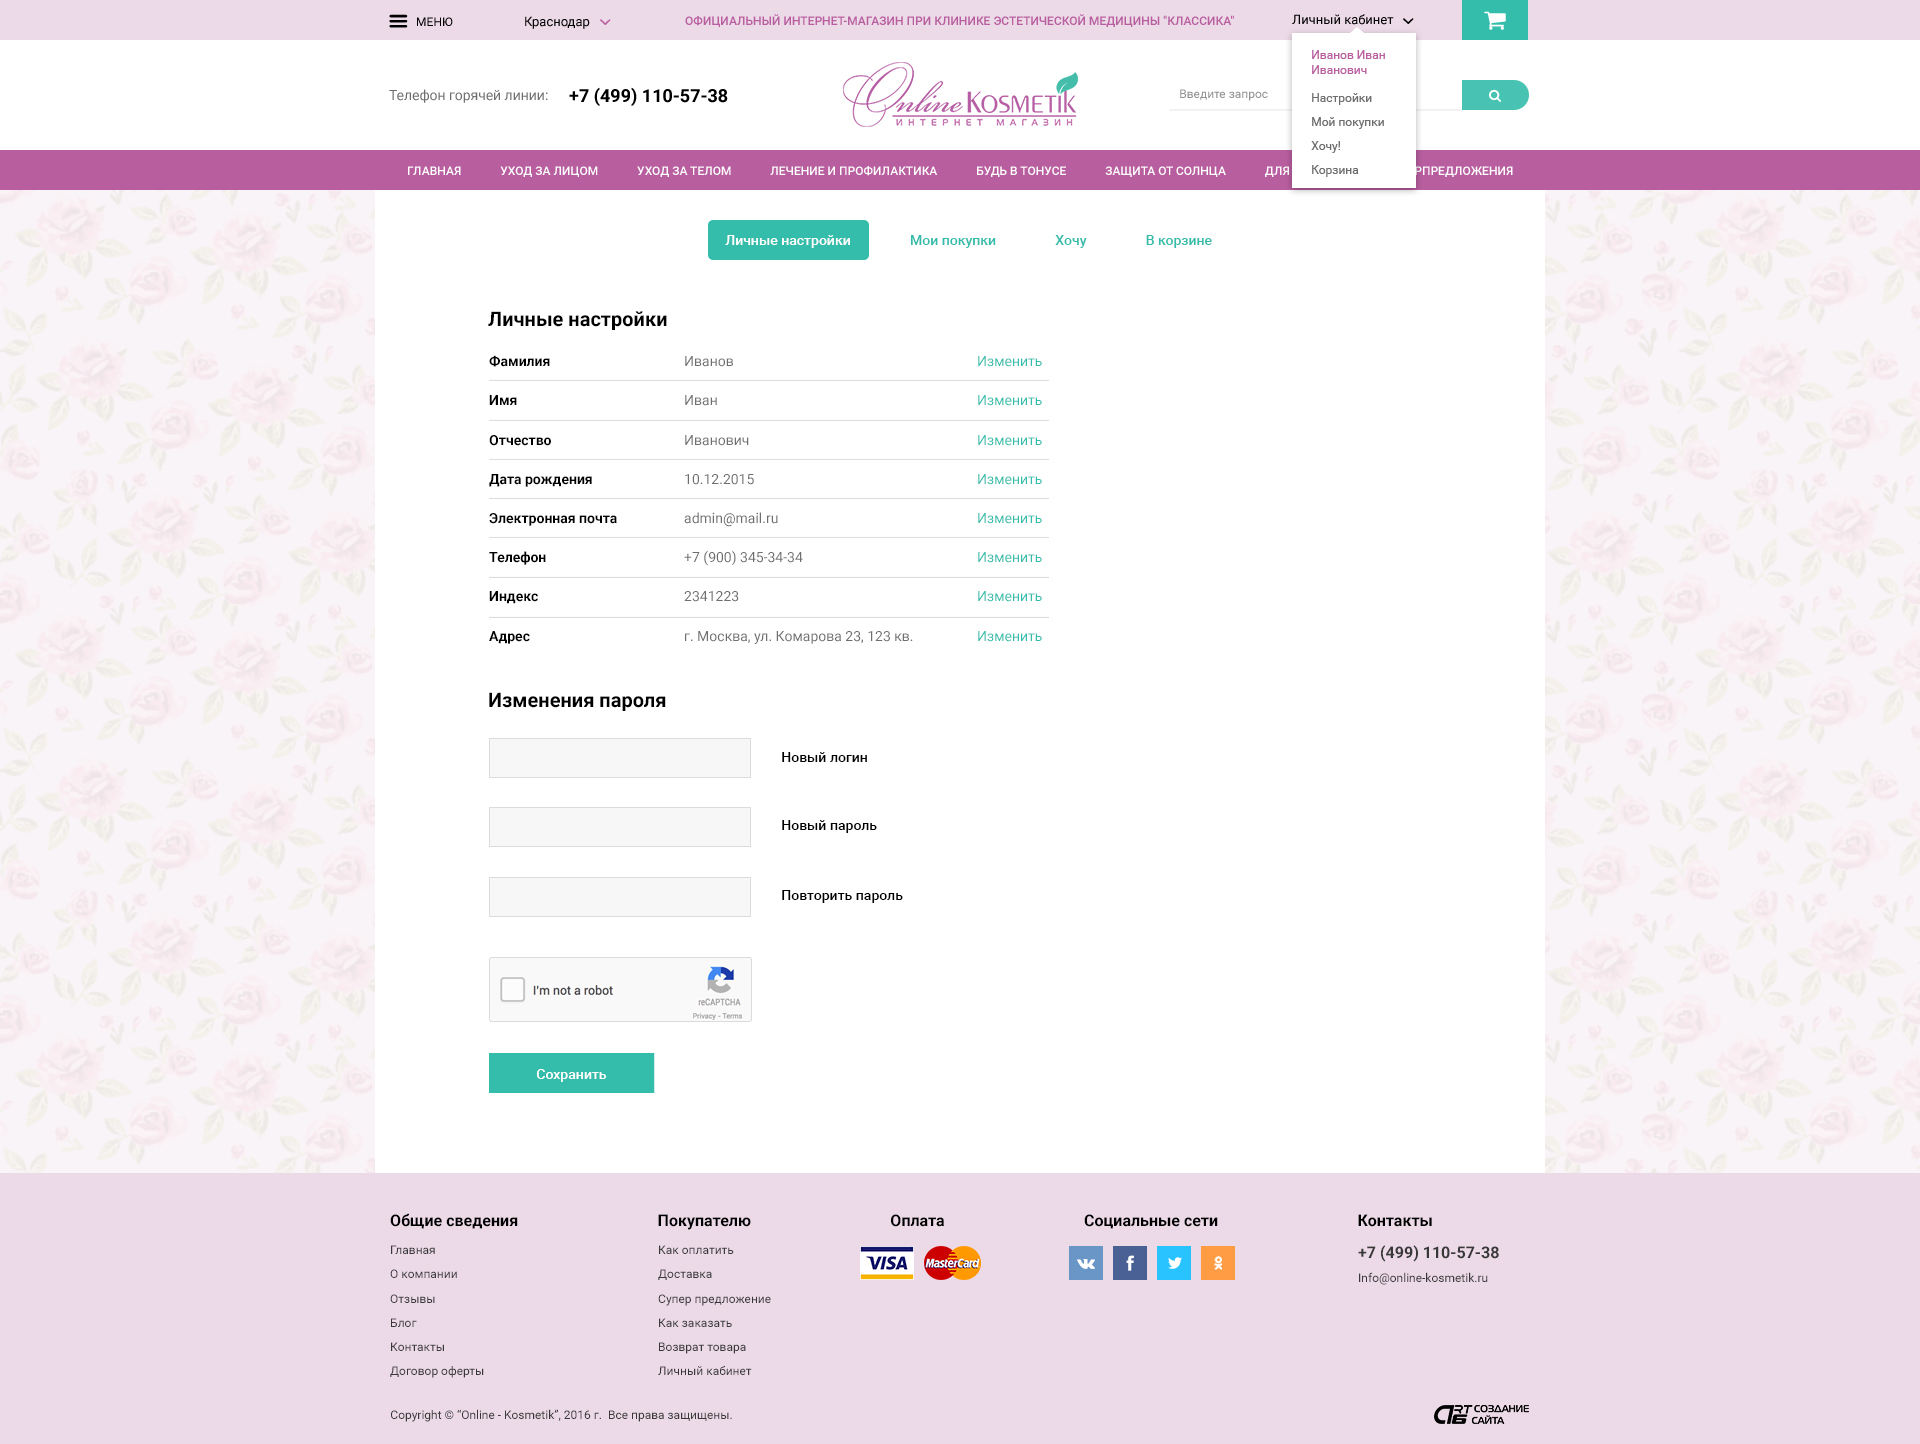 МЕНЮ
Краснодар
ОФИЦИАЛЬНЫЙ ИНТЕРНЕТ-МАГАЗИН ПРИ КЛИНИКЕ ЭСТЕТИЧЕСКОЙ МЕДИЦИНЫ "КЛАССИКА"
Личный кабинет
Иванов Иван
Иванович
Настройки
Мой покупки
Хочу!
Корзина
Телефон горячей линии: +7 (499) 110-57-38
Online KOSMETIK
ИНТЕРНЕТ МАГАЗИН
Введите запрос
ГЛАВНАЯ УХОД ЗА ЛИЦОМ УХОД ЗА ТЕЛОМ ЛЕЧЕНИЕ И ПРОФИЛАКТИКА БУДЬ В ТОНУСЕ ЗАЩИТА ОТ СОЛНЦА ДЛЯ РПРЕДЛОЖЕНИЯ
Личные настройки Мои покупки Хочу В корзине
Личные настройки
Фамилия Иванов Изменить
Имя Иван Изменить
Отчество Иванович Изменить
Дата рождения 10.12.2015 Изменить
Электронная почта admin@mail.ru Изменить
Телефон +7 (900) 345-34-34 Изменить
Индекс 2341223 Изменить
Адрес г. Москва, ул. Комарова 23, 123 кв. Изменить
Изменения пароля
Новый логин
Новый пароль
Повторить пароль
I'm not a robot
reCAPTCHA
Privacy - Terms
Сохранить
Общие сведения
Главная
О компании
Отзывы
Блог
Контакты
Договор оферты
Покупателю
Как оплатить
Доставка
Супер предложение
Как заказать
Возврат товара
Личный кабинет
Оплата
VISA MasterCard
Социальные сети
Контакты
+7 (499) 110-57-38
Info@online-kosmetik.ru
Copyright © “Online - Kosmetik”, 2016 г. Все права защищены.
СОЗДАНИЕ
САЙТА